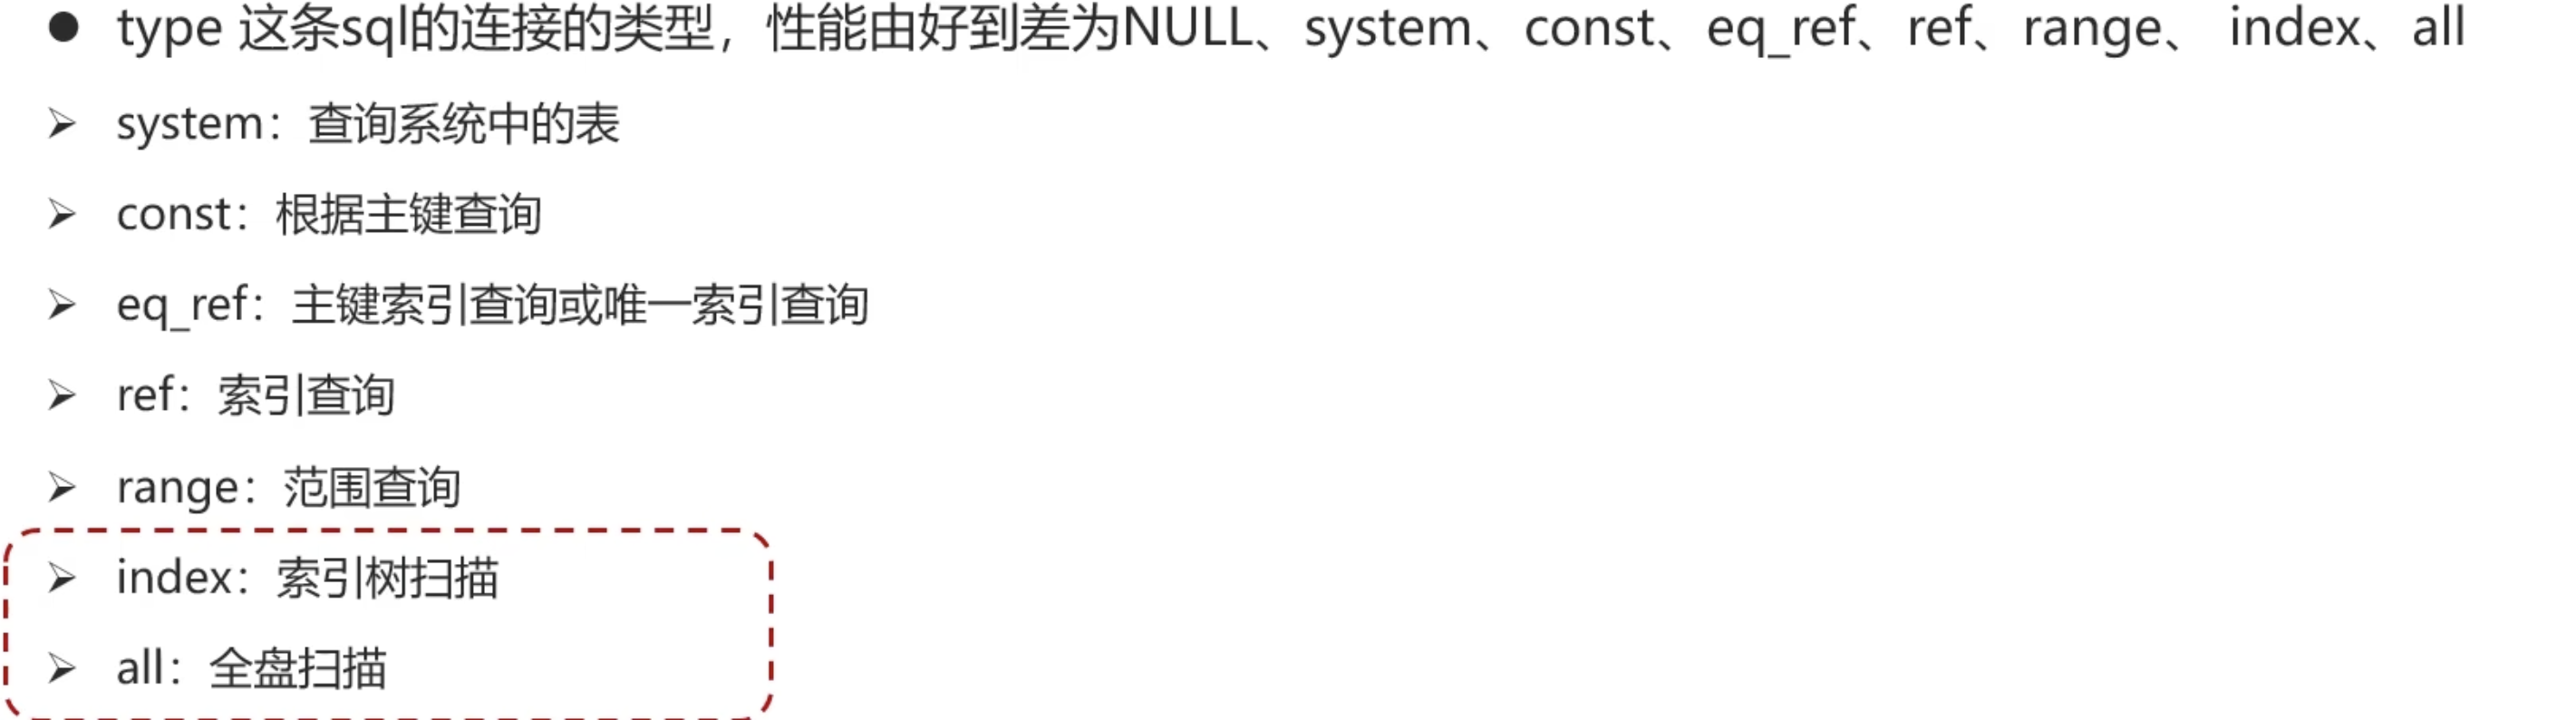 ● type 这条sql的连接的类型，性能由好到差为NULL、system、const、eq_ref、ref、range、 index、all
➢ system：查询系统中的表
➢ const：根据主键查询
➢ eq_ref：主键索引查询或唯一索引查询
➢ ref：索引查询
➢ range：范围查询
➢ index：索引树扫描
➢ all：全盘扫描